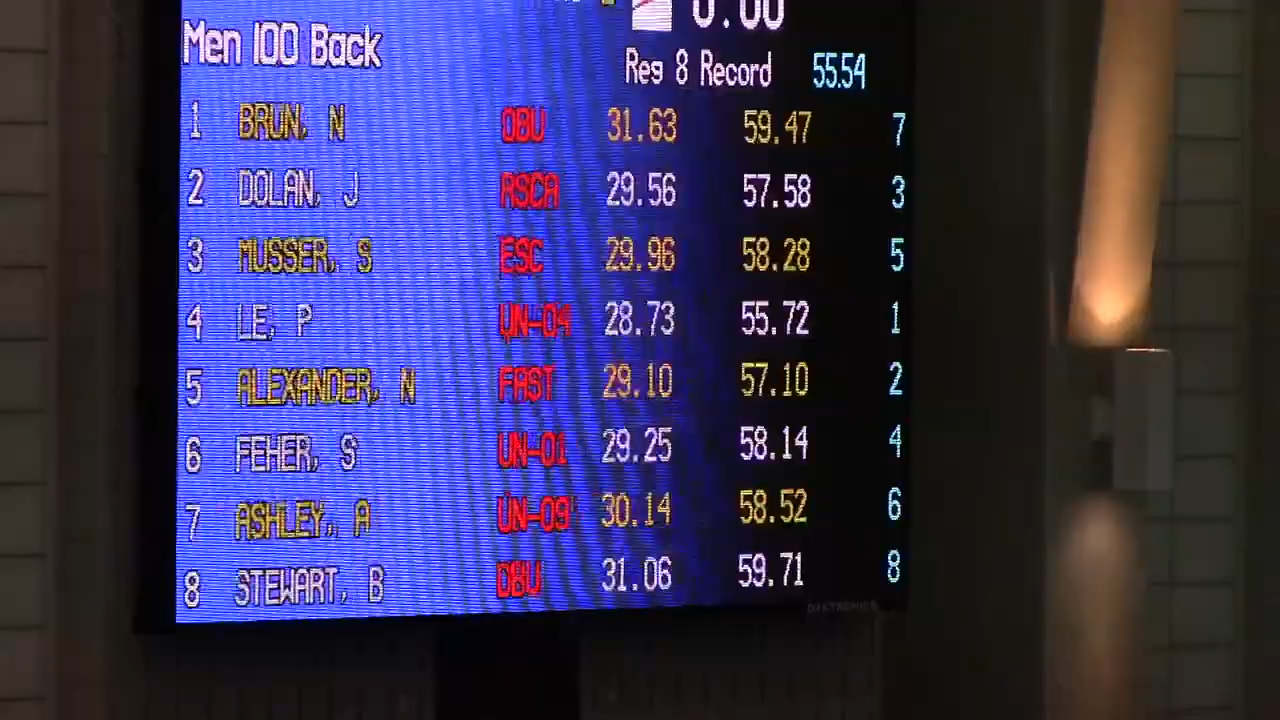 0:00
Men 100 Back
Reg 8 Record 55.54
1 BRUN, N OBU 31.63 59.47 7
2 DOLAN, J RSCA 29.56 57.58 3
3 MUSSER, S ESC 29.96 58.28 5
4 LE, P UN-04 28.73 55.72 1
5 ALEXANDER, N FAST 29.10 57.10 2
6 FEHER, S UN-01 29.25 58.14 4
7 ASHLEY, A UN-09 30.14 58.52 6
8 STEWART, B OBU 31.06 59.71 8
DAKTRONICS